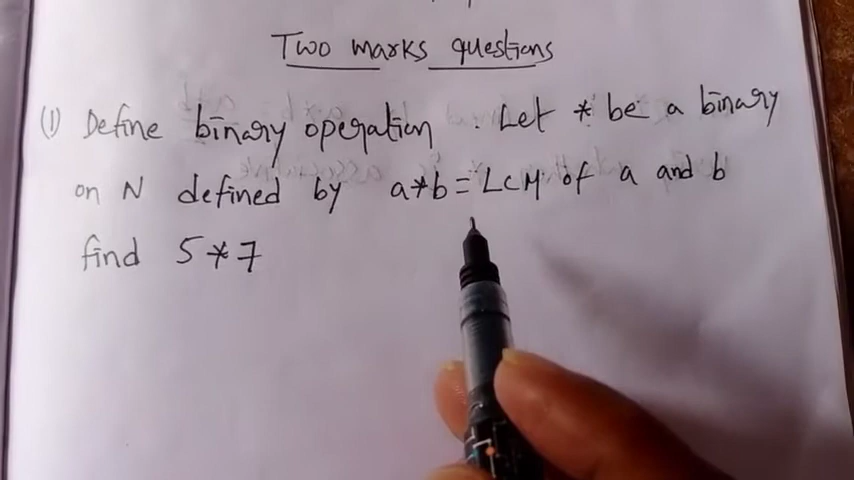 Two marks questions
(1) Define binary operation. Let * be a binary
on N defined by a*b = LCM of a and b
find 5*7